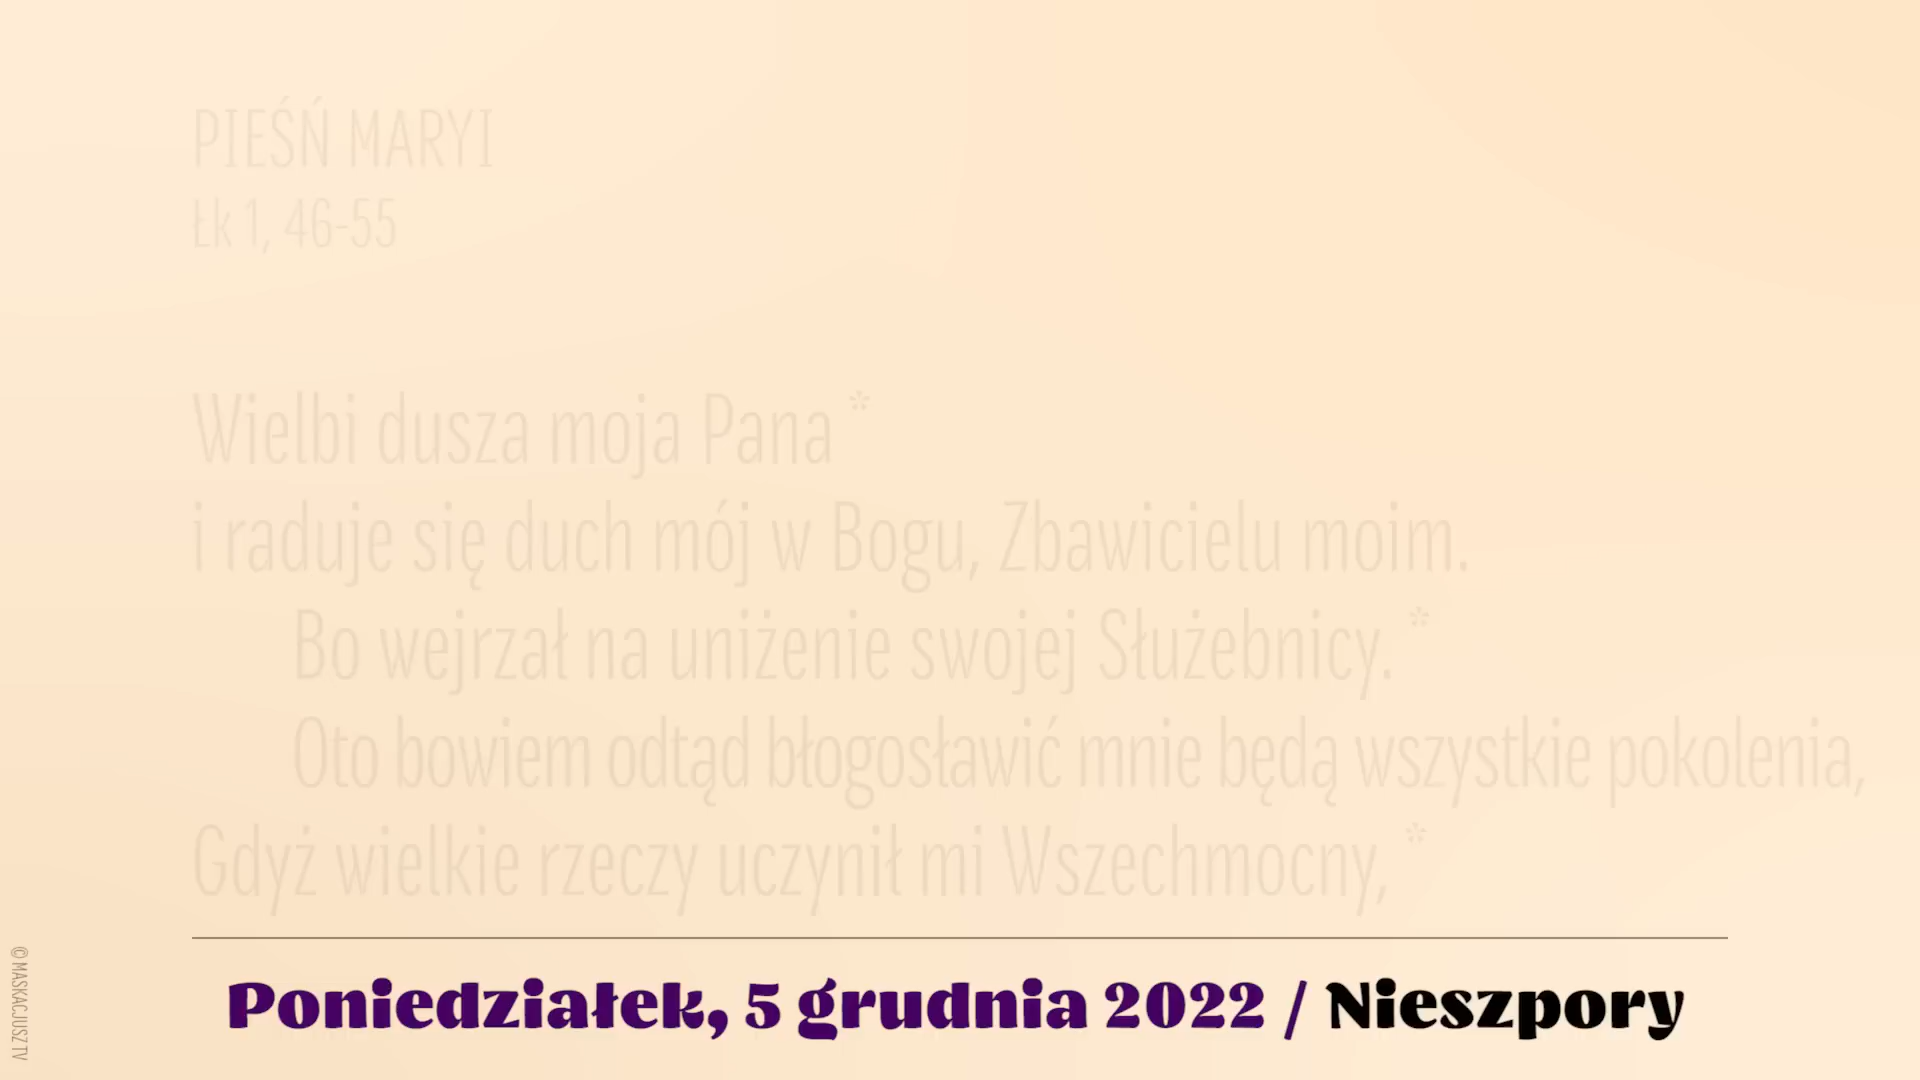 PIEŚŃ MARYI
Łk 1, 46-55
Wielbi dusza moja Pana *
i raduje się duch mój w Bogu, Zbawicielu moim.
Bo wejrzał na uniżenie swojej Służebnicy. *
Oto bowiem odtąd błogosławić mnie będą wszystkie pokolenia,
Gdyż wielkie rzeczy uczynił mi Wszechmocny, *
Poniedziałek, 5 grudnia 2022 / Nieszpory
© MASKACJUSZ TV